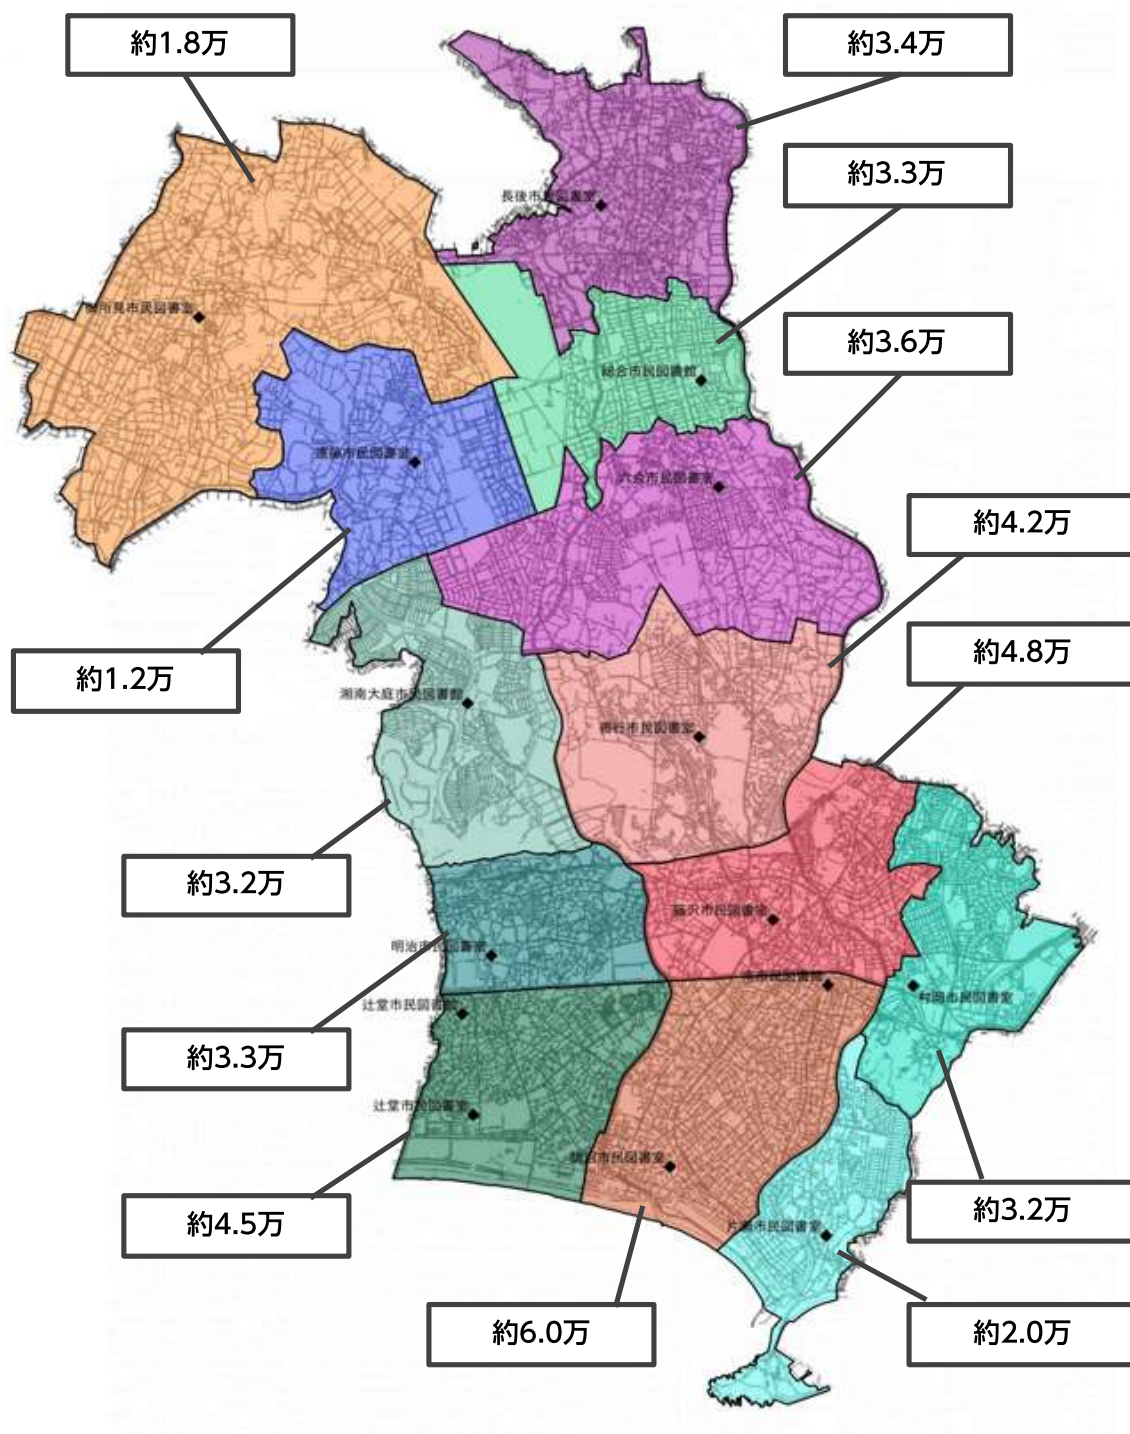 約1.8万
約3.4万
約3.3万
長後市民図書室
約3.6万
御所見市民図書室
総合市民図書館
遠藤市民図書室
六会市民図書室
約4.2万
約4.8万
約1.2万
湘南大庭市民図書館
善行市民図書室
約3.2万
藤沢市民図書室
明治市民図書室
南市民図書館
村岡市民図書室
辻堂市民図書館
約3.3万
辻堂市民図書室
鵠沼市民図書室
約4.5万
約3.2万
片瀬市民図書室
約6.0万
約2.0万